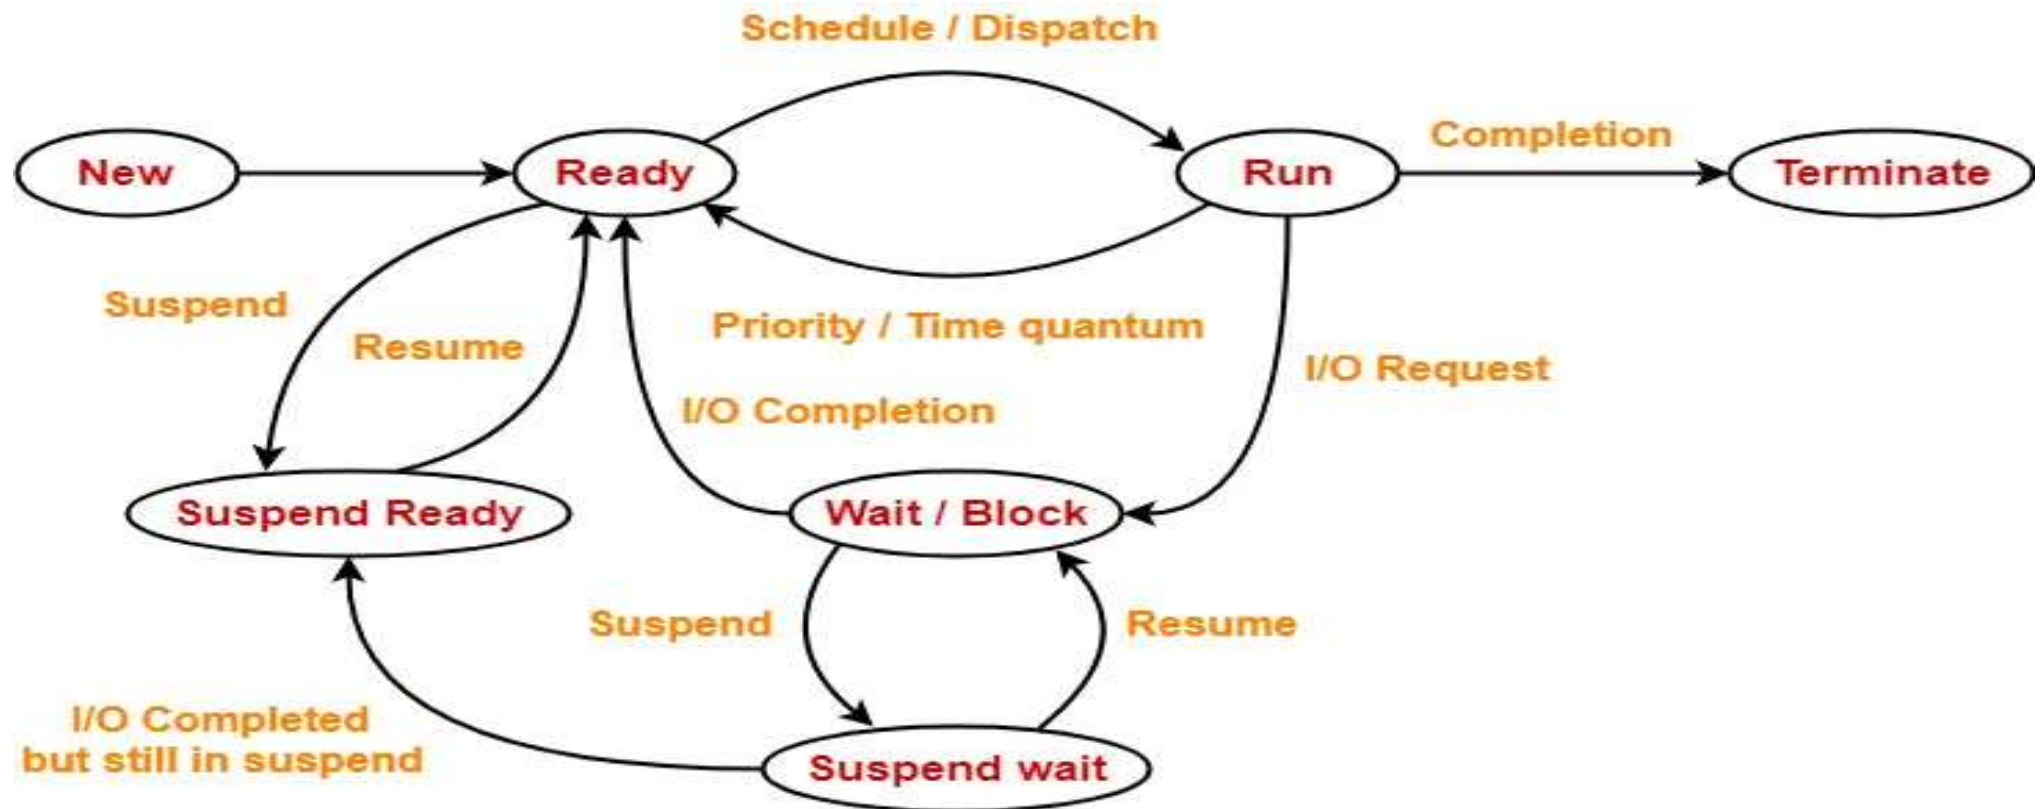 Schedule / Dispatch
New
Ready
Run
Completion
Terminate
Suspend
Resume
Priority / Time quantum
I/O Request
I/O Completion
Suspend Ready
Wait / Block
Suspend
Resume
I/O Completed
but still in suspend
Suspend wait